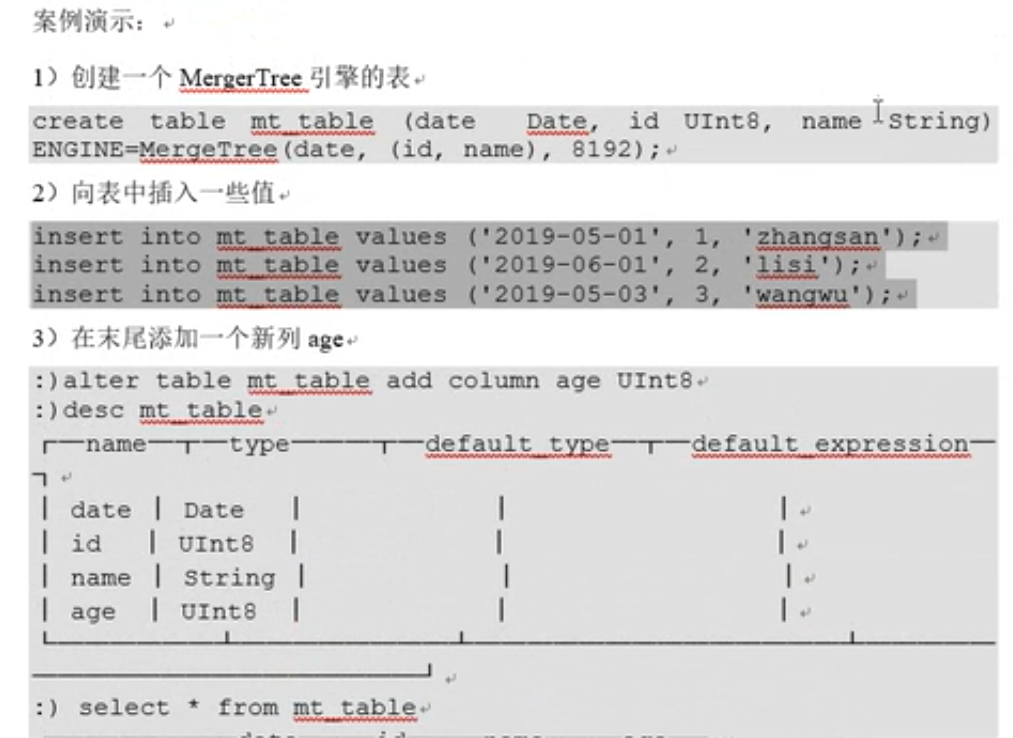 案例演示：
1）创建一个 MergerTree 引擎的表
create table mt_table (date Date, id UInt8, name String)
ENGINE=MergeTree(date, (id, name), 8192);
2）向表中插入一些值
insert into mt_table values ('2019-05-01', 1, 'zhangsan');
insert into mt_table values ('2019-06-01', 2, 'lisi');
insert into mt_table values ('2019-05-03', 3, 'wangwu');
3）在末尾添加一个新列 age
:)alter table mt_table add column age UInt8
:)desc mt_table
┌──name──┬──type──────┬──default_type──┬──default_expression─
┐
│ date │ Date │ │ │
│ id │ UInt8 │ │ │
│ name │ String │ │ │
│ age │ UInt8 │ │ │
:) select * from mt_table